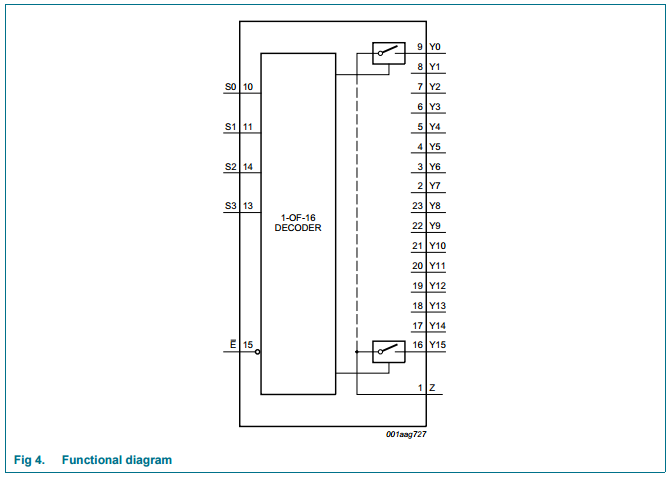 9 Y0
8 Y1
S0 10
7 Y2
6 Y3
S1 11
5 Y4
4 Y5
S2 14
3 Y6
2 Y7
S3 13
23 Y8
1-OF-16
DECODER
22 Y9
21 Y10
20 Y11
19 Y12
18 Y13
17 Y14
E̅ 15
16 Y15
1 Z
001aag727
Fig 4. Functional diagram